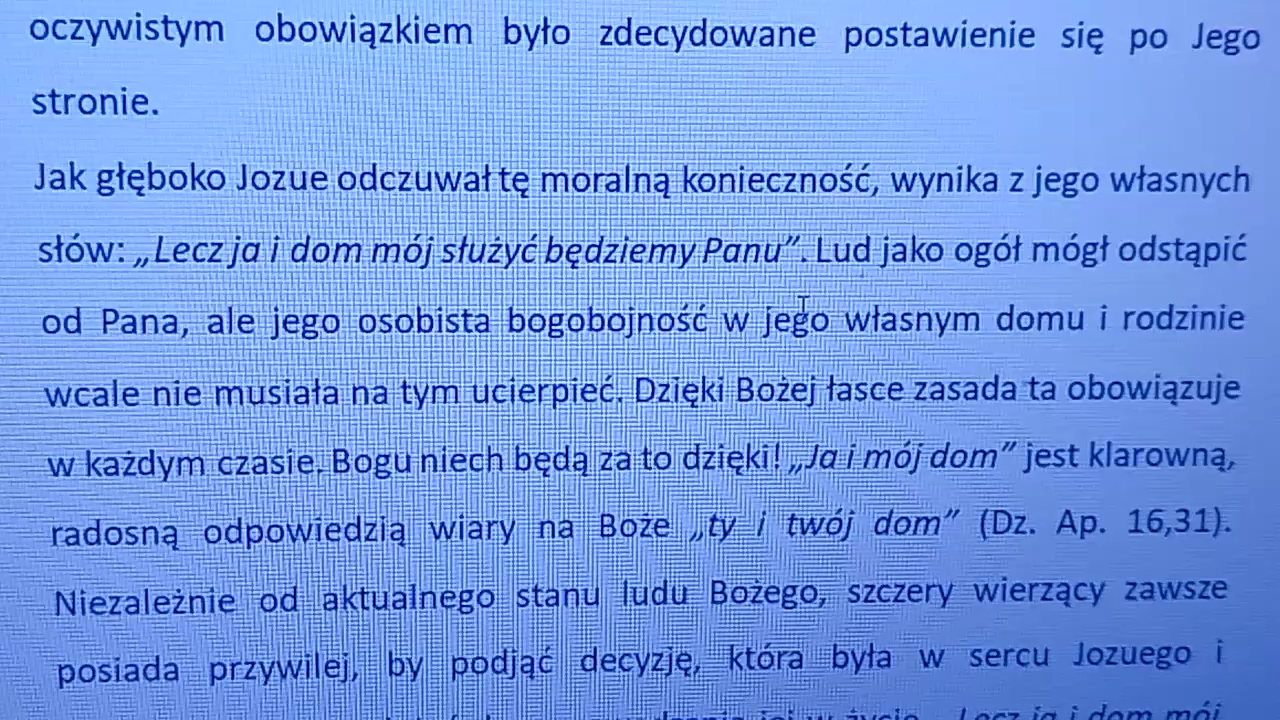 oczywistym obowiązkiem było zdecydowane postawienie się po Jego
stronie.
Jak głęboko Jozue odczuwał tę moralną konieczność, wynika z jego własnych
słów: „Lecz ja i dom mój służyć będziemy Panu”. Lud jako ogół mógł odstąpić
od Pana, ale jego osobista bogobojność w jego własnym domu i rodzinie
wcale nie musiała na tym ucierpieć. Dzięki Bożej łasce zasada ta obowiązuje
w każdym czasie. Bogu niech będą za to dzięki! „Ja i mój dom” jest klarowną,
radosną odpowiedzią wiary na Boże „ty i twój dom” (Dz. Ap. 16,31).
Niezależnie od aktualnego stanu ludu Bożego, szczery wierzący zawsze
posiada przywilej, by podjąć decyzję, która była w sercu Jozuego i
Lecz ja i dom mój